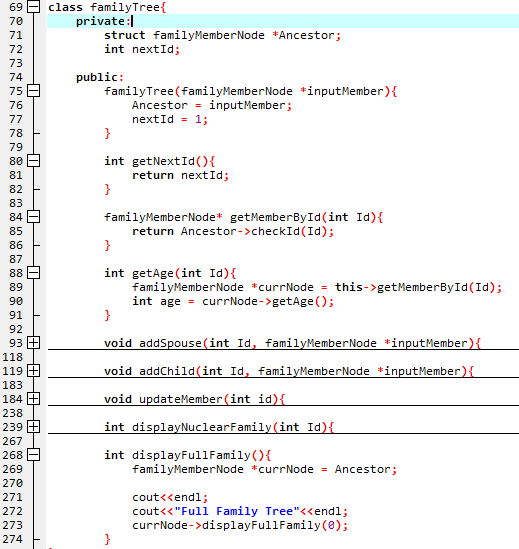 69 class familyTree{
70 private:
71 struct familyMemberNode *Ancestor;
72 int nextId;
73
74 public:
75 familyTree(familyMemberNode *inputMember){
76 Ancestor = inputMember;
77 nextId = 1;
78 }
79
80 int getNextId(){
81 return nextId;
82 }
83
84 familyMemberNode* getMemberById(int Id){
85 return Ancestor->checkId(Id);
86 }
87
88 int getAge(int Id){
89 familyMemberNode *currNode = this->getMemberById(Id);
90 int age = currNode->getAge();
91 }
92
93 void addSpouse(int Id, familyMemberNode *inputMember){
118
119 void addChild(int Id, familyMemberNode *inputMember){
183
184 void updateMember(int id){
238
239 int displayNuclearFamily(int Id){
267
268 int displayFullFamily(){
269 familyMemberNode *currNode = Ancestor;
270
271 cout<<endl;
272 cout<<"Full Family Tree"<<endl;
273 currNode->displayFullFamily(0);
274 }